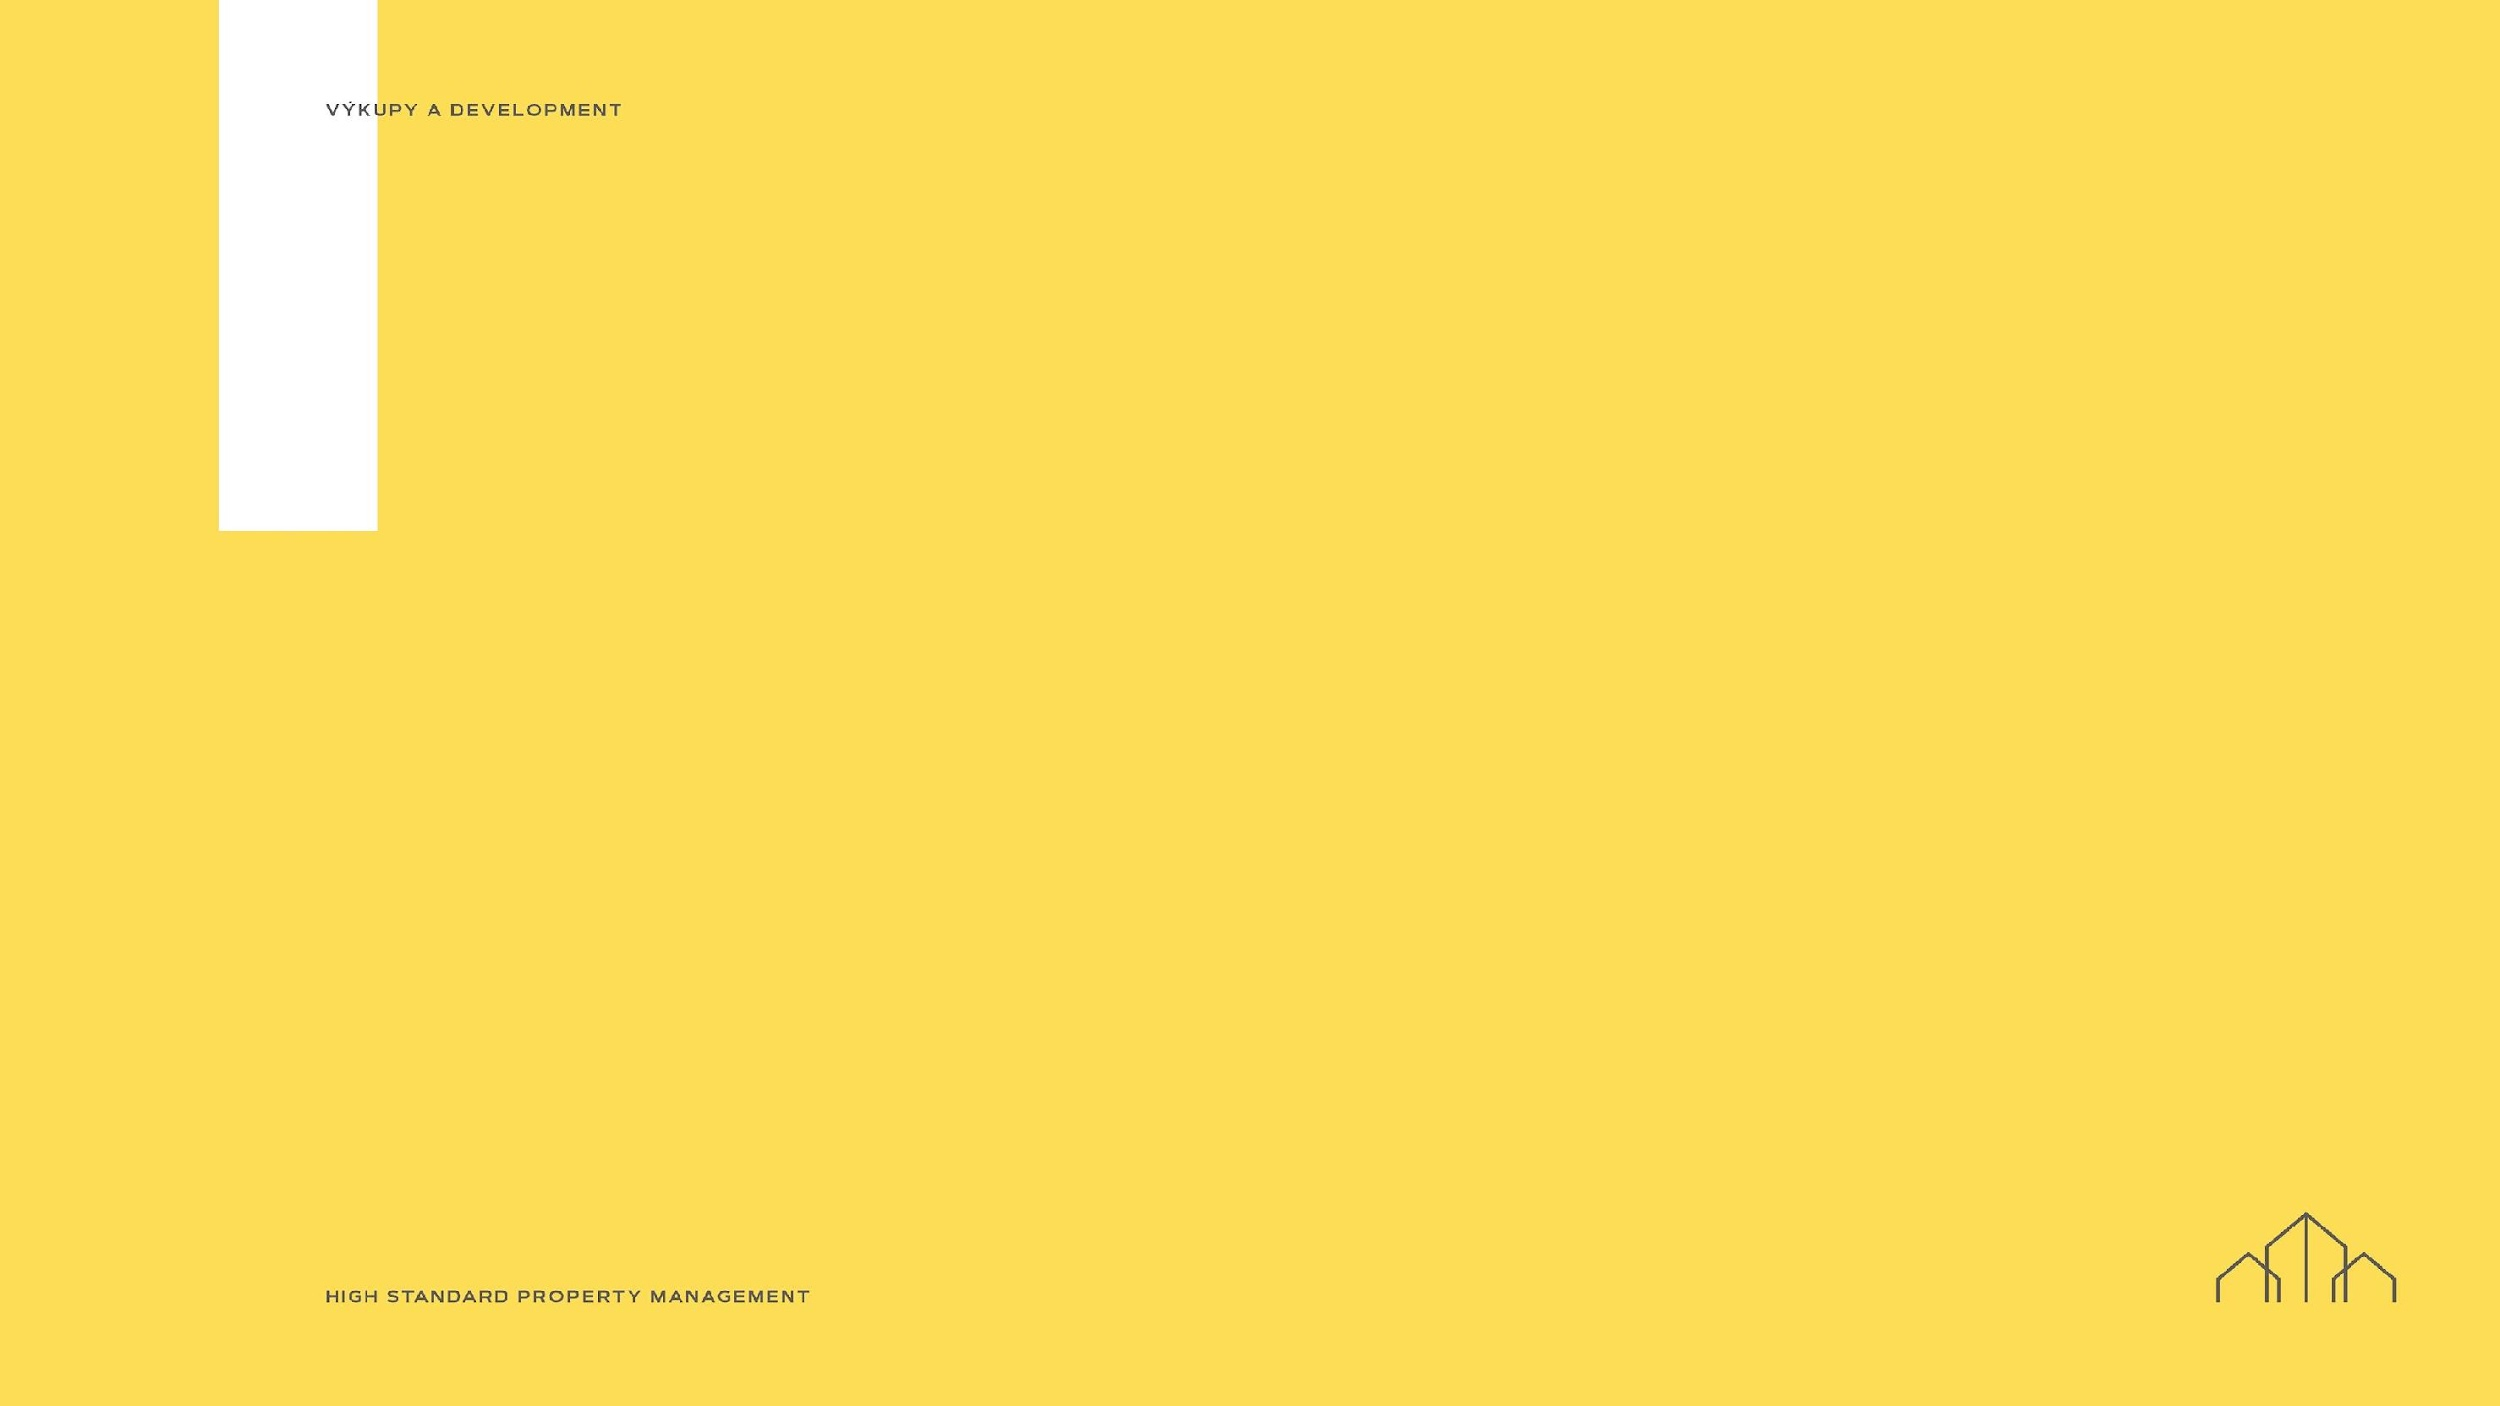 VÝKUPY A DEVELOPMENT
HIGH STANDARD PROPERTY MANAGEMENT